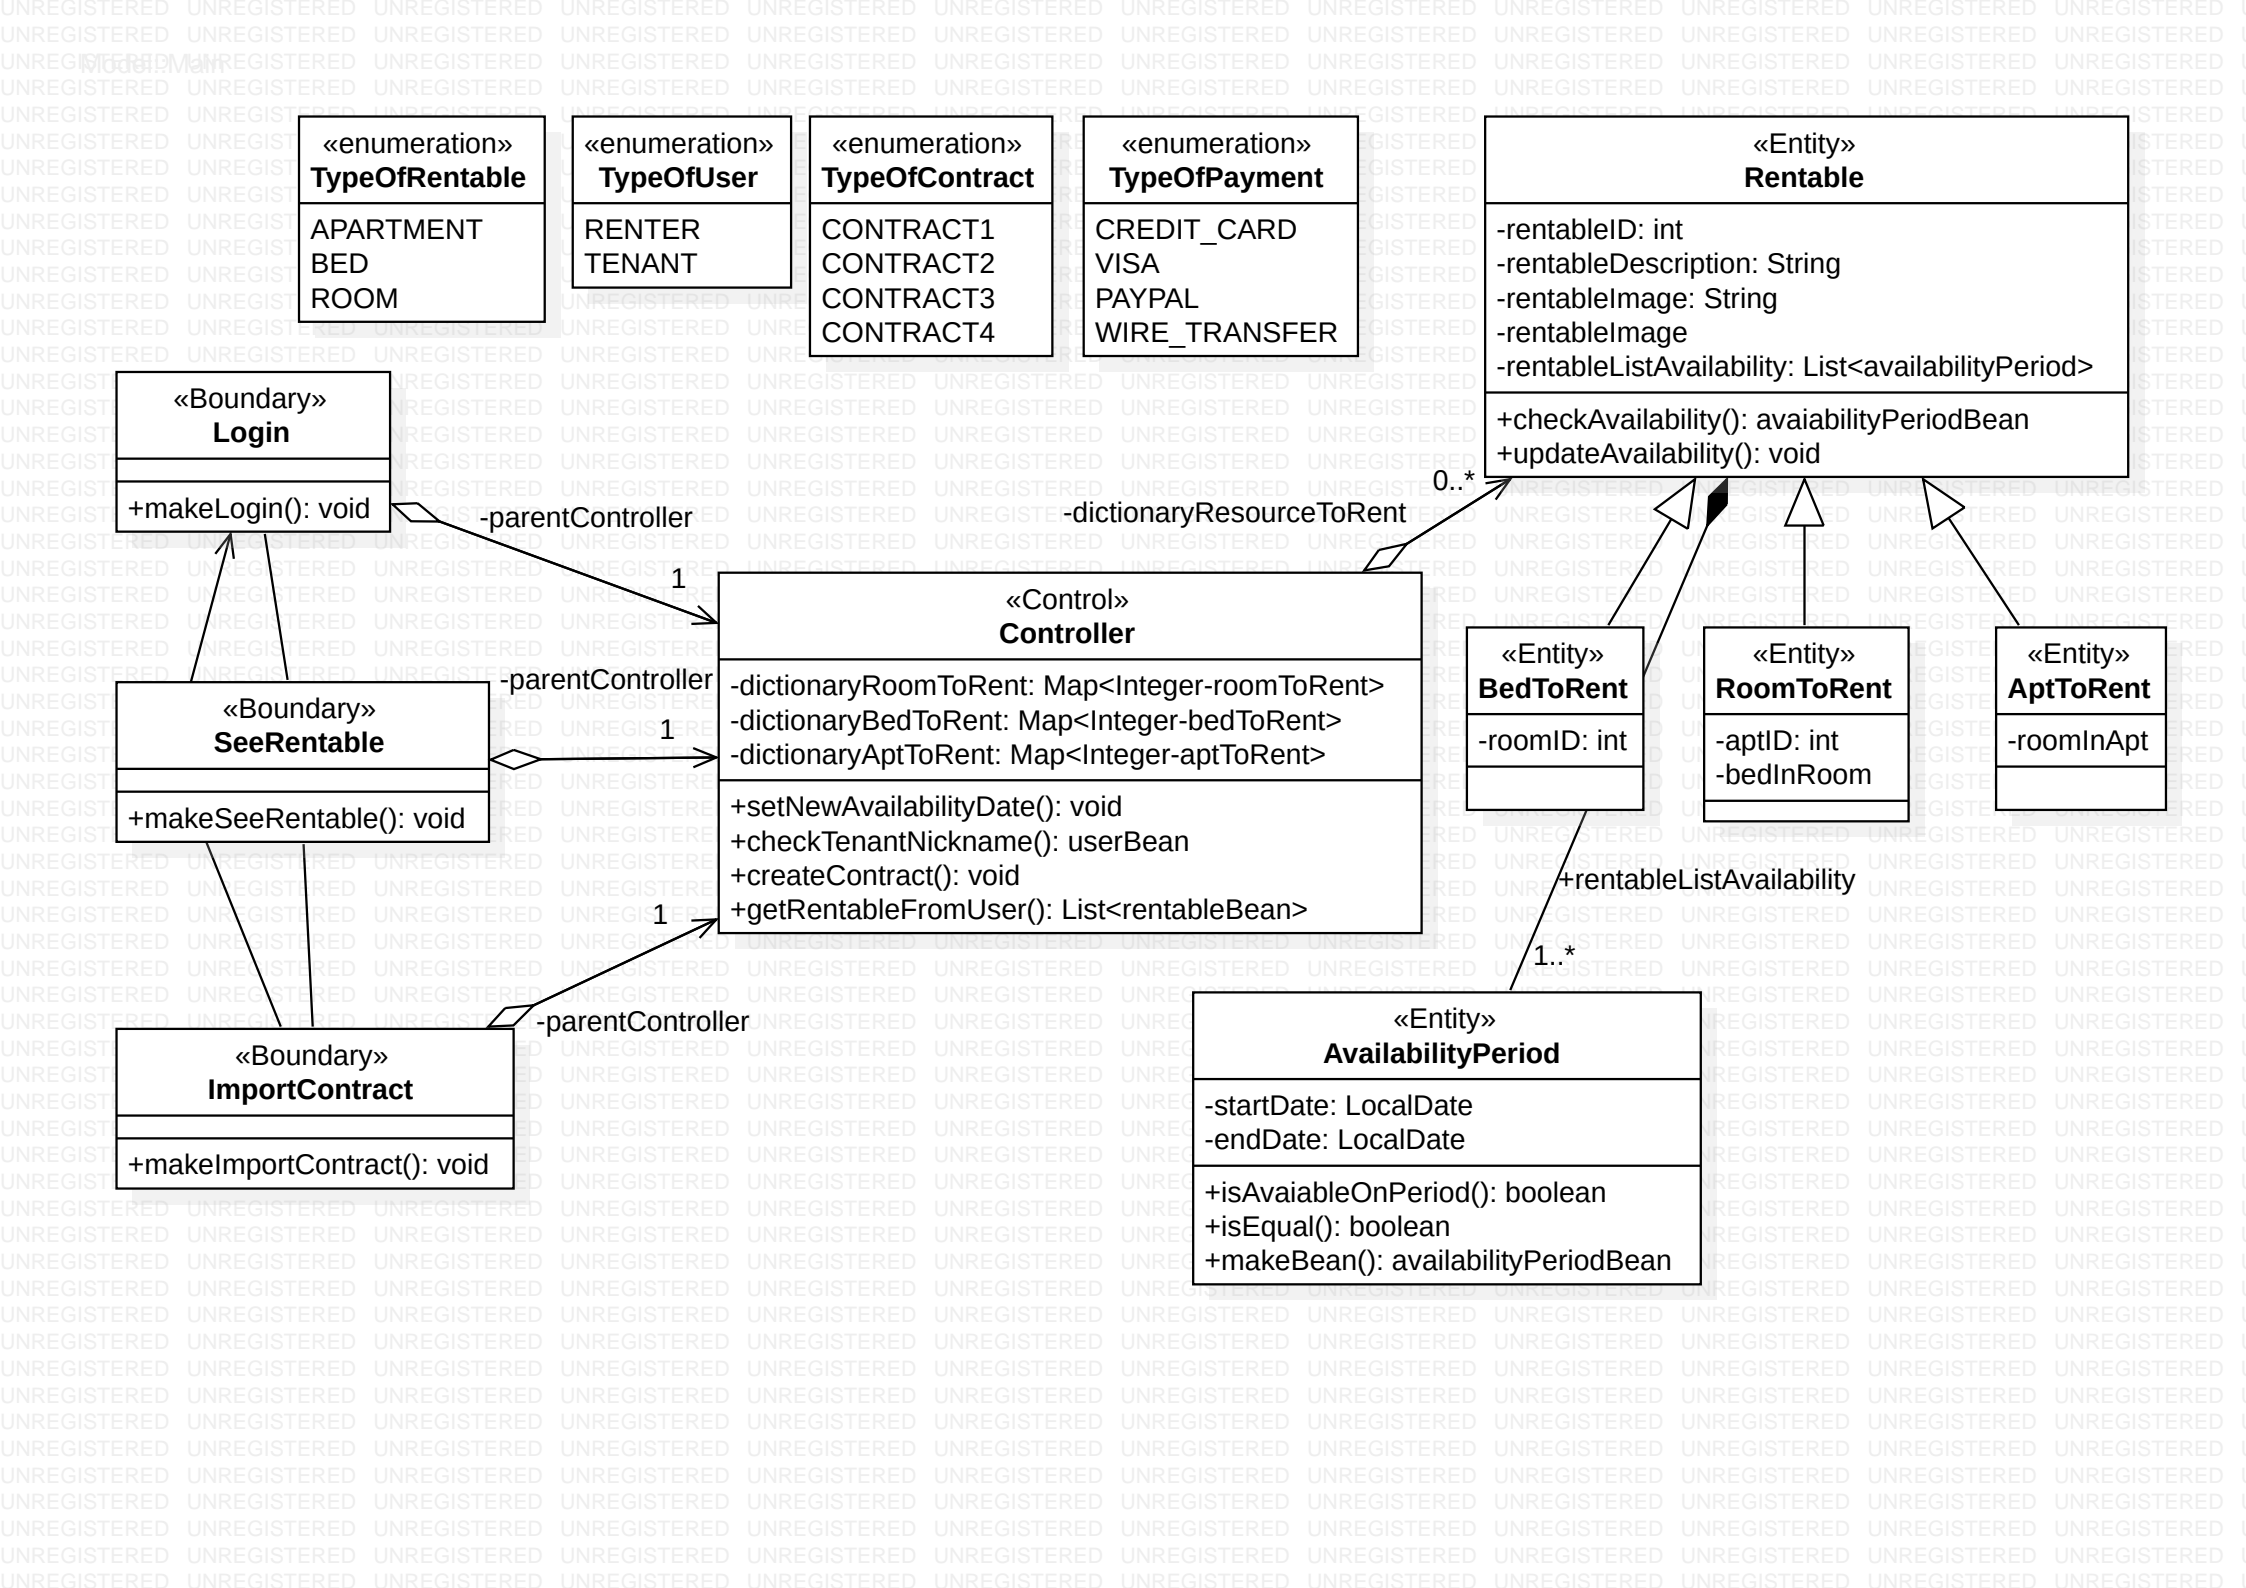 Model::Main
«enumeration»
TypeOfRentable
APARTMENT
BED
ROOM
«enumeration»
TypeOfUser
RENTER
TENANT
«enumeration»
TypeOfContract
CONTRACT1
CONTRACT2
CONTRACT3
CONTRACT4
«enumeration»
TypeOfPayment
CREDIT_CARD
VISA
PAYPAL
WIRE_TRANSFER
«Entity»
Rentable
-rentableID: int
-rentableDescription: String
-rentableImage: String
-rentableImage
-rentableListAvailability: List<availabilityPeriod>
+checkAvailability(): avaiabilityPeriodBean
+updateAvailability(): void
«Boundary»
Login
+makeLogin(): void
-parentController
1
-dictionaryResourceToRent
0..*
«Control»
Controller
-dictionaryRoomToRent: Map<Integer-roomToRent>
-dictionaryBedToRent: Map<Integer-bedToRent>
-dictionaryAptToRent: Map<Integer-aptToRent>
+setNewAvailabilityDate(): void
+checkTenantNickname(): userBean
+createContract(): void
+getRentableFromUser(): List<rentableBean>
«Entity»
BedToRent
-roomID: int
«Entity»
RoomToRent
-aptID: int
-bedInRoom
«Entity»
AptToRent
-roomInApt
-parentController
1
«Boundary»
SeeRentable
+makeSeeRentable(): void
+rentableListAvailability
1..*
1
-parentController
«Boundary»
ImportContract
+makeImportContract(): void
«Entity»
AvailabilityPeriod
-startDate: LocalDate
-endDate: LocalDate
+isAvaiableOnPeriod(): boolean
+isEqual(): boolean
+makeBean(): availabilityPeriodBean
UNREGISTERED